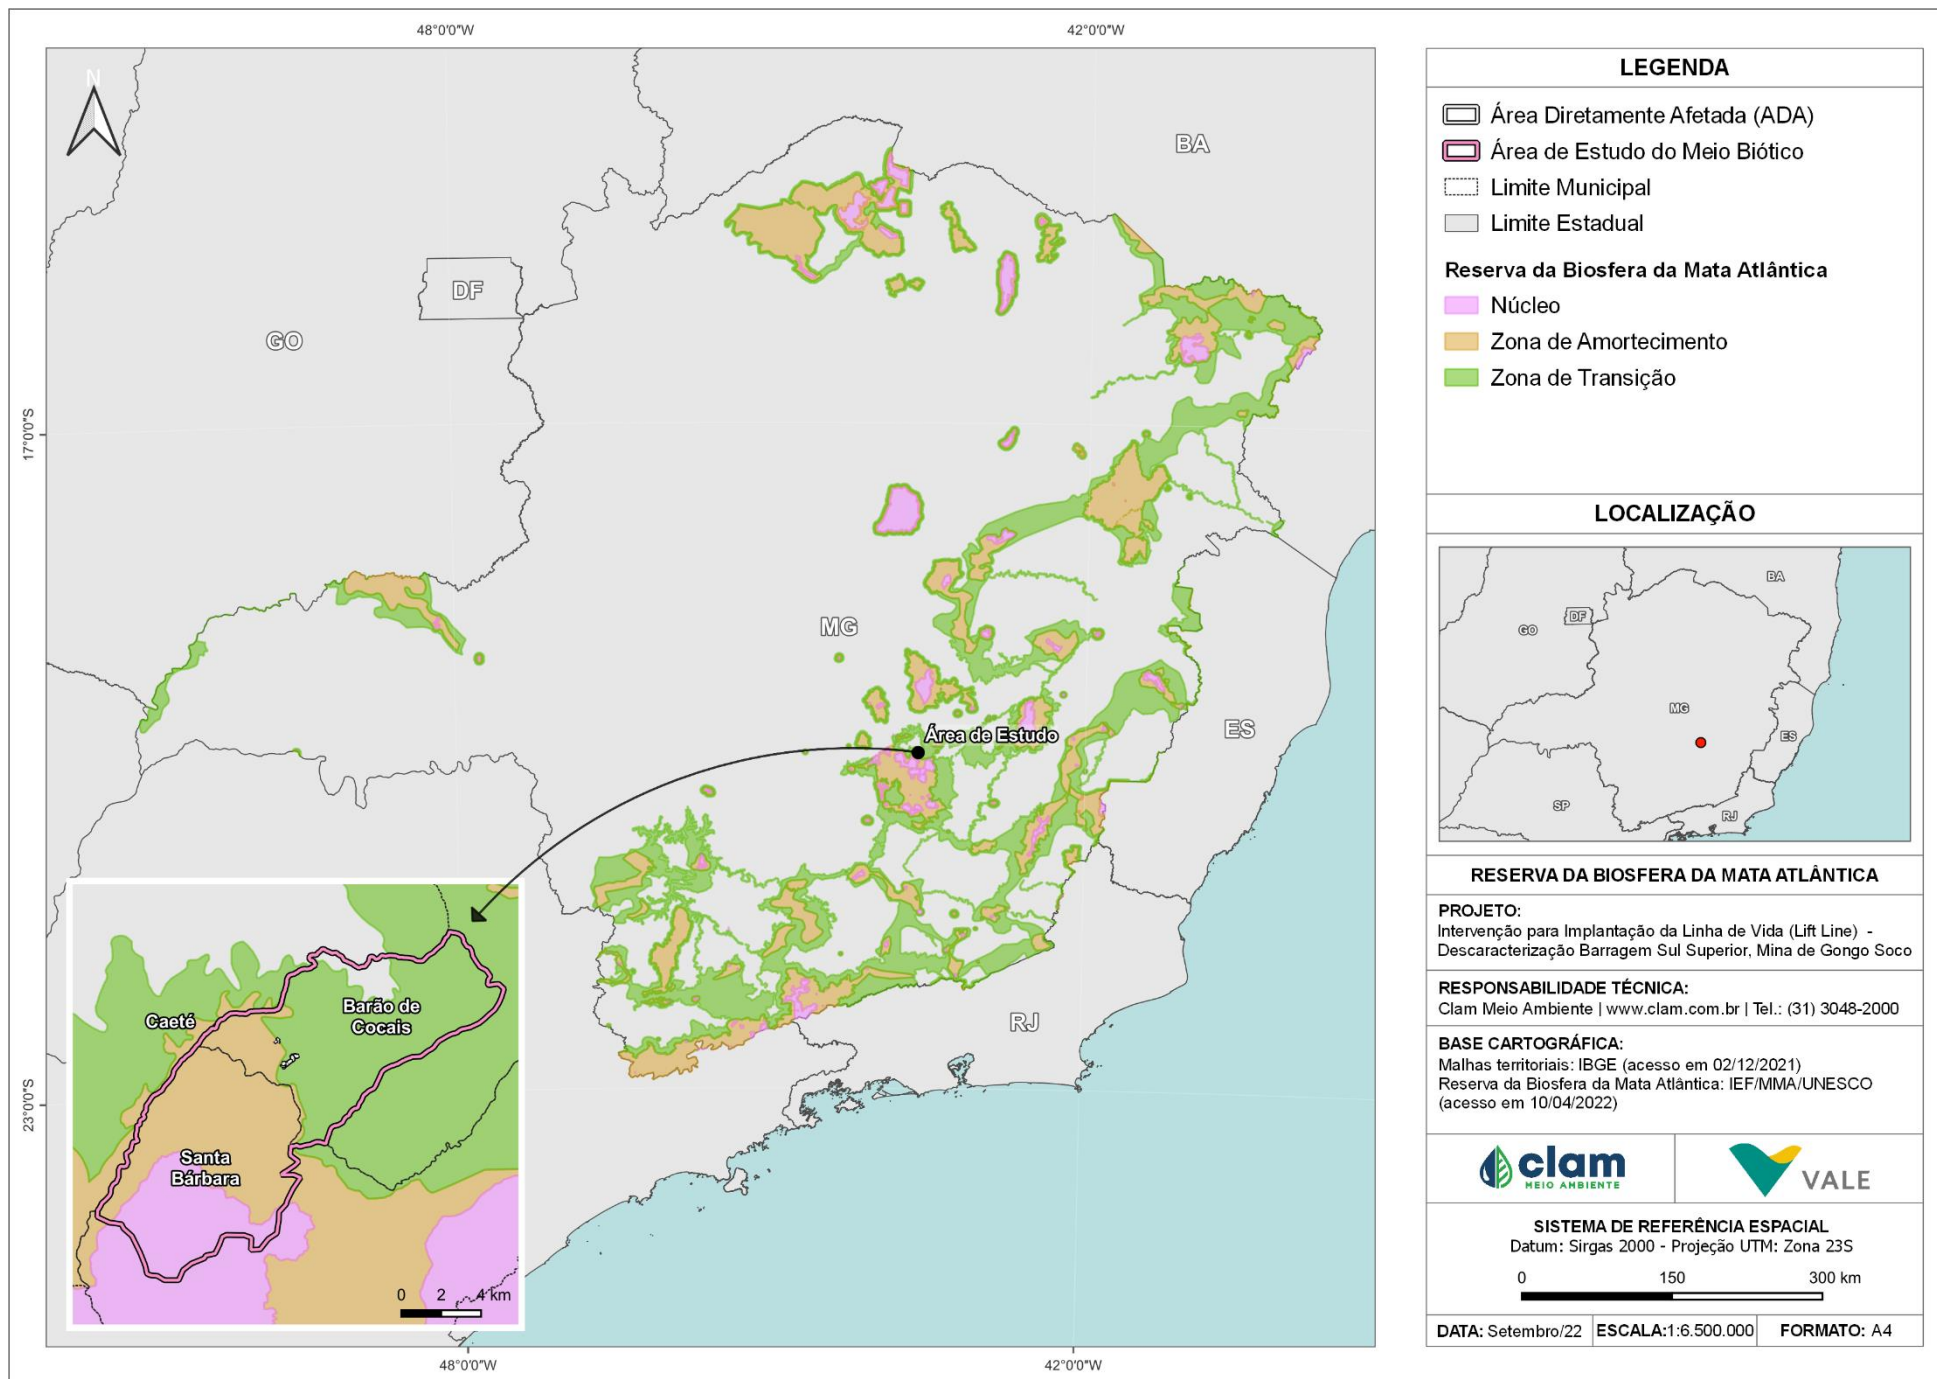 48°0'0"W
42°0'0"W
N
BA
DF
GO
17°0'0"S
MG
ES
Área de Estudo
RJ
23°0'0"S
Caeté
Barão de
Cocais
Santa
Bárbara
0 2 4 km
48°0'0"W
42°0'0"W
LEGENDA
Área Diretamente Afetada (ADA)
Área de Estudo do Meio Biótico
Limite Municipal
Limite Estadual
Reserva da Biosfera da Mata Atlântica
Núcleo
Zona de Amortecimento
Zona de Transição
LOCALIZAÇÃO
BA
DF
GO
MG
ES
SP
RJ
RESERVA DA BIOSFERA DA MATA ATLÂNTICA
PROJETO:
Intervenção para Implantação da Linha de Vida (Lift Line) -
Descaracterização Barragem Sul Superior, Mina de Gongo Soco
RESPONSABILIDADE TÉCNICA:
Clam Meio Ambiente | www.clam.com.br | Tel.: (31) 3048-2000
BASE CARTOGRÁFICA:
Malhas territoriais: IBGE (acesso em 02/12/2021)
Reserva da Biosfera da Mata Atlântica: IEF/MMA/UNESCO
(acesso em 10/04/2022)
clam
MEIO AMBIENTE
VALE
SISTEMA DE REFERÊNCIA ESPACIAL
Datum: Sirgas 2000 - Projeção UTM: Zona 23S
0 150 300 km
DATA: Setembro/22 ESCALA:1:6.500.000 FORMATO: A4